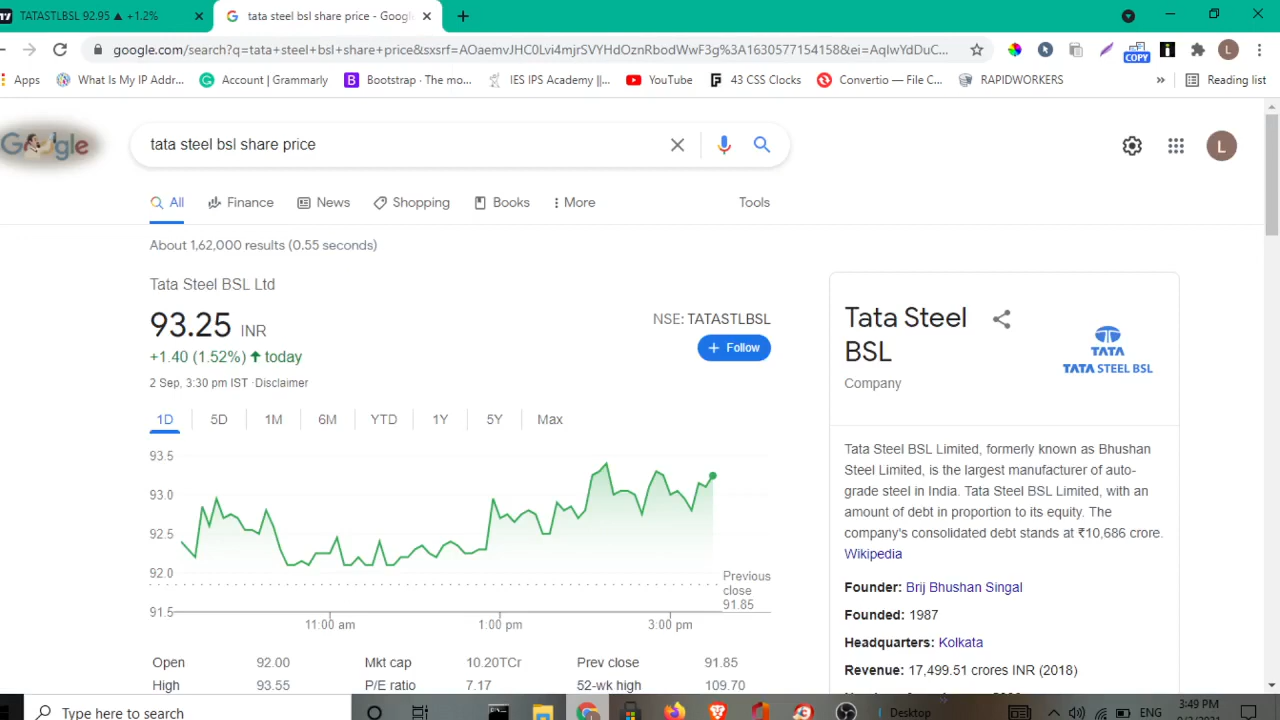 TATASTLBSL 92.95 ▲ +1.2%
tata steel bsl share price - Googl
google.com/search?q=tata+steel+bsl+share+price&sxsrf=AOaemvJHC0Lvi4mjrSVYHdOznRbodWwF3g%3A1630577154158&ei=AqIwYdDuC...
COPY
L
Apps
What Is My IP Addr...
Account | Grammarly
Bootstrap · The mo...
IES IPS Academy ||...
YouTube
43 CSS Clocks
Convertio — File C...
RAPIDWORKERS
»
Reading list
Google
tata steel bsl share price
L
All
Finance
News
Shopping
Books
More
Tools
About 1,62,000 results (0.55 seconds)
Tata Steel BSL Ltd
93.25 INR
+1.40 (1.52%) ↑ today
2 Sep, 3:30 pm IST · Disclaimer
NSE: TATASTLBSL
+ Follow
1D
5D
1M
6M
YTD
1Y
5Y
Max
93.5
93.0
92.5
92.0
91.5
Previous
close
91.85
11:00 am
1:00 pm
3:00 pm
Open 92.00
Mkt cap 10.20TCr
Prev close 91.85
High 93.55
P/E ratio 7.17
52-wk high 109.70
Tata Steel
BSL
Company
TATA
TATA STEEL BSL
Tata Steel BSL Limited, formerly known as Bhushan
Steel Limited, is the largest manufacturer of auto-
grade steel in India. Tata Steel BSL Limited, with an
amount of debt in proportion to its equity. The
company's consolidated debt stands at ₹10,686 crore.
Wikipedia
Founder: Brij Bhushan Singal
Founded: 1987
Headquarters: Kolkata
Revenue: 17,499.51 crores INR (2018)
Type here to search
Desktop
»
ENG
3:49 PM